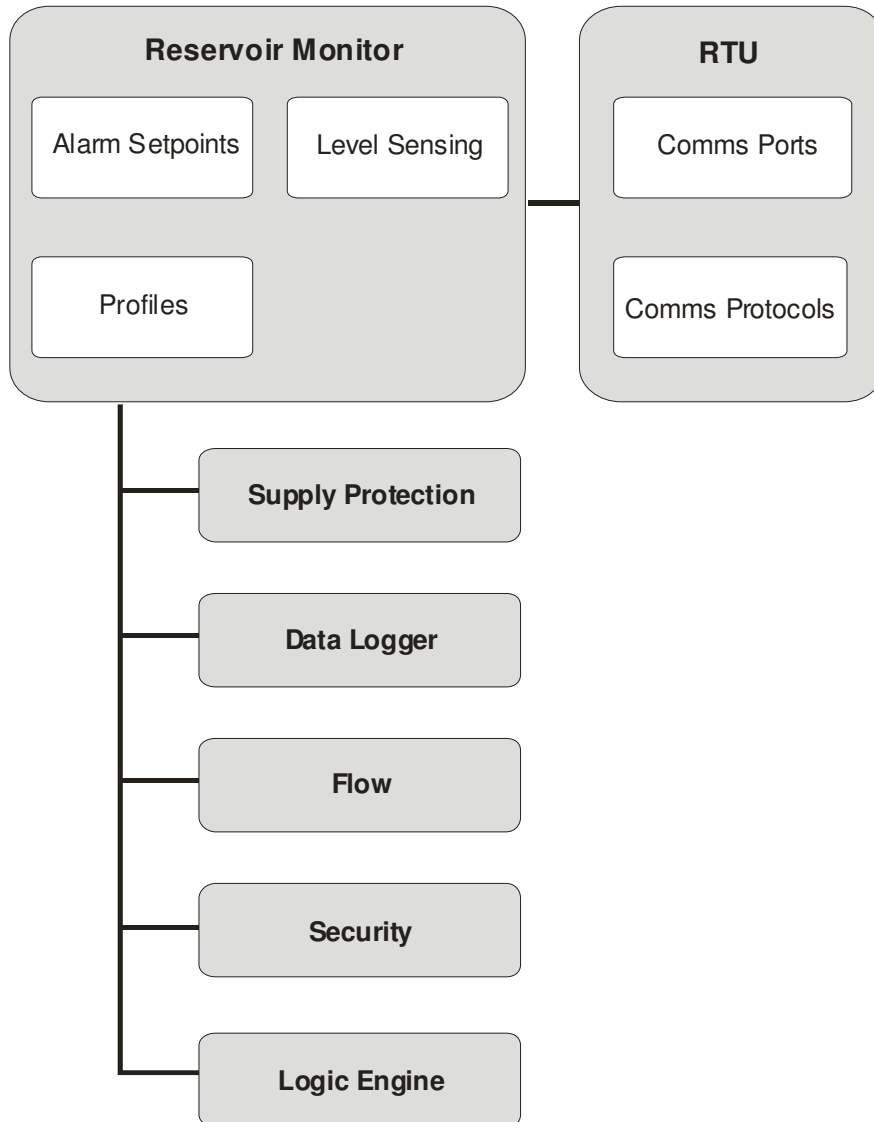 Reservoir Monitor
RTU
Alarm Setpoints
Level Sensing
Comms Ports
Profiles
Comms Protocols
Supply Protection
Data Logger
Flow
Security
Logic Engine